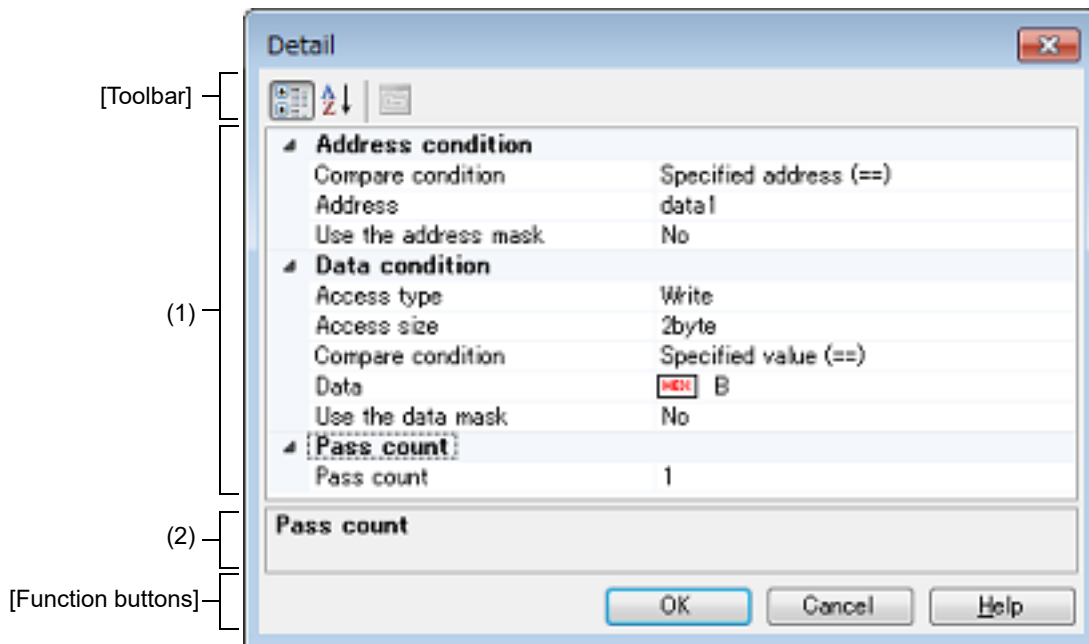 Detail
[Toolbar]
Address condition
Compare condition Specified address (==)
Address data1
Use the address mask No
Data condition
Access type Write
(1)
Access size 2byte
Compare condition Specified value (==)
Data HEX B
Use the data mask No
Pass count
Pass count 1
Pass count
(2)
[Function buttons]
OK Cancel Help